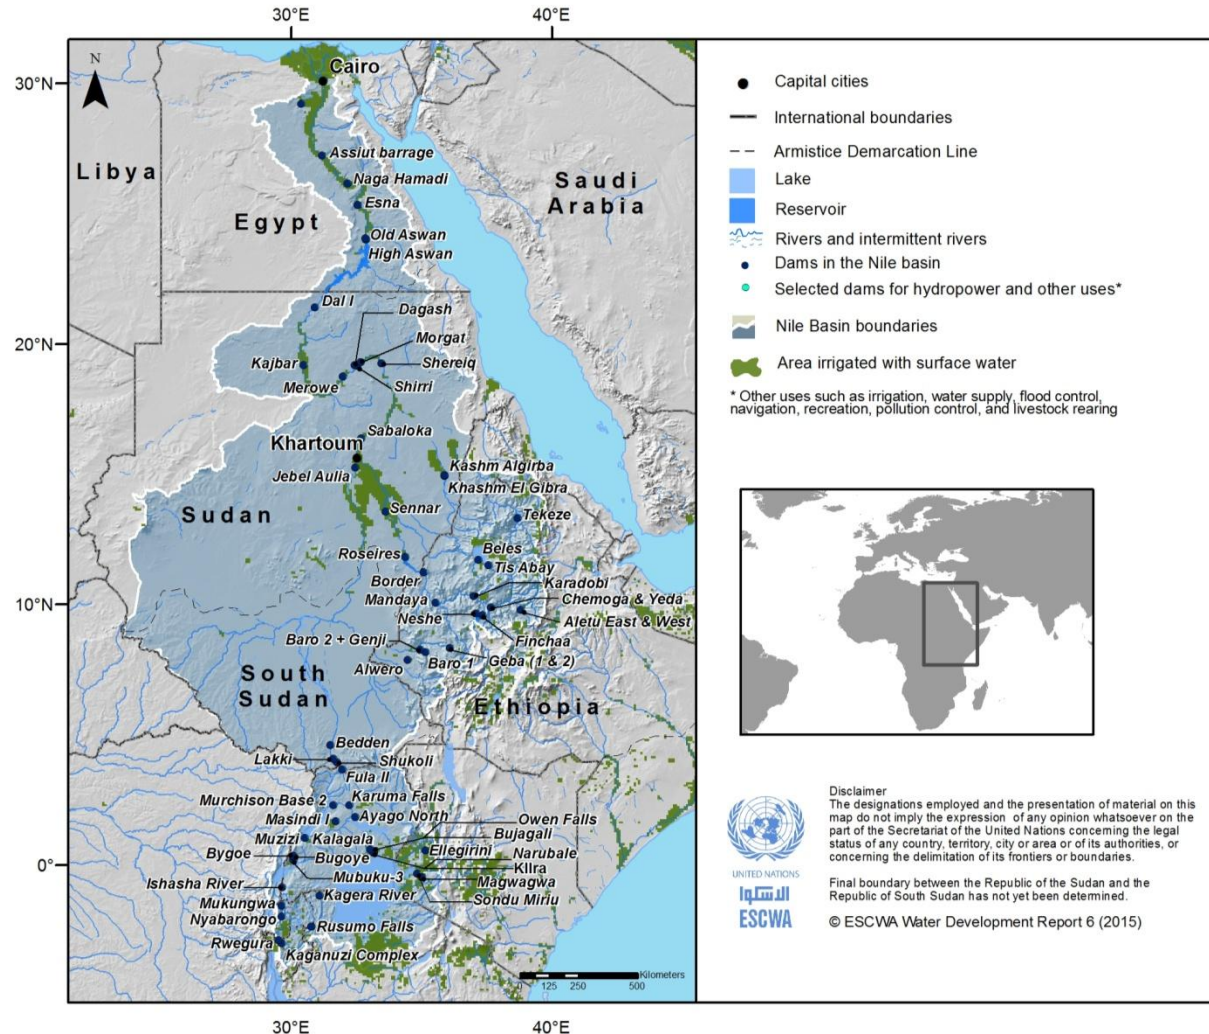 30°E
40°E
30°N
20°N
10°N
0°
30°E
40°E
N
Cairo
Libya
Assiut barrage
Naga Hamadi
Esna
Egypt
Saudi
Arabia
Old Aswan
High Aswan
Dal I
Dagash
Morgat
Kajbar
Shereiq
Merowe
Shirri
Sabaloka
Khartoum
Jebel Aulia
Kashm Algirba
Khashm El Gibra
Sudan
Sennar
Tekeze
Roseires
Beles
Tis Abay
Border
Karadobi
Mandaya
Chemoga & Yeda
Neshe
Aletu East & West
Finchaa
Baro 2 + Genji
Baro 1
Geba (1 & 2)
Alwero
South
Sudan
Ethiopia
Bedden
Lakki
Shukoli
Fula II
Murchison Base 2
Karuma Falls
Masindi I
Ayago North
Owen Falls
Muzizi
Kalagala
Bujagali
Bygoe
Bugoye
Ellegirini
Narubale
Mubuku-3
KIlra
Ishasha River
Kagera River
Magwagwa
Mukungwa
Sondu Miriu
Nyabarongo
Rusumo Falls
Rwegura
Kaganuzi Complex
Kilometers
0 125 250 500
Capital cities
International boundaries
Armistice Demarcation Line
Lake
Reservoir
Rivers and intermittent rivers
Dams in the Nile basin
Selected dams for hydropower and other uses*
Nile Basin boundaries
Area irrigated with surface water
* Other uses such as irrigation, water supply, flood control,
navigation, recreation, pollution control, and livestock rearing
UNITED NATIONS
الاسكوا
ESCWA
Disclaimer
The designations employed and the presentation of material on this
map do not imply the expression of any opinion whatsoever on the
part of the Secretariat of the United Nations concerning the legal
status of any country, territory, city or area or of its authorities, or
concerning the delimitation of its frontiers or boundaries.
Final boundary between the Republic of the Sudan and the
Republic of South Sudan has not yet been determined.
© ESCWA Water Development Report 6 (2015)